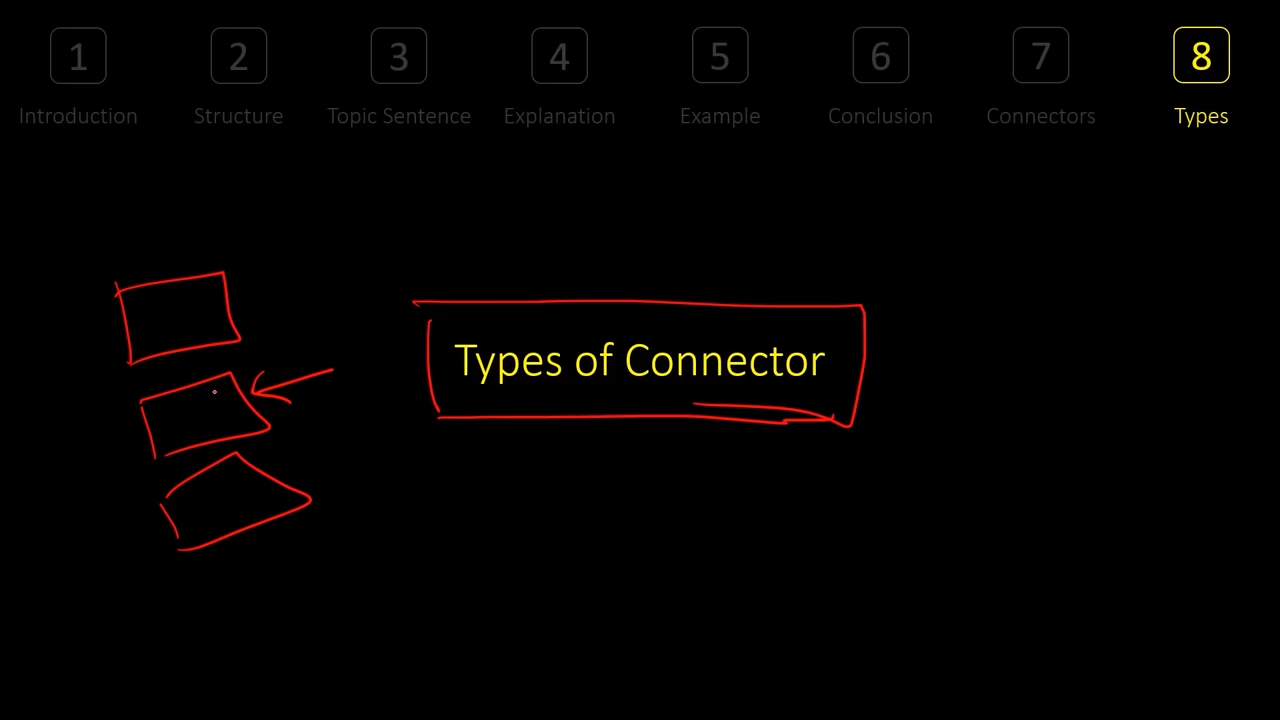 1 2 3 4 5 6 7 8
Introduction Structure Topic Sentence Explanation Example Conclusion Connectors Types
Types of Connector